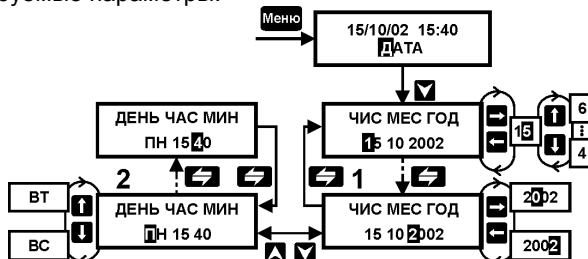 уемые параметры.
Меню
15/10/02 15:40
ДАТА
ДЕНЬ ЧАС МИН
ПН 15 40
ЧИС МЕС ГОД
15 10 2002
15
6
4
2
1
ВТ
ВС
ДЕНЬ ЧАС МИН
ПН 15 40
ЧИС МЕС ГОД
15 10 2002
2002
2002